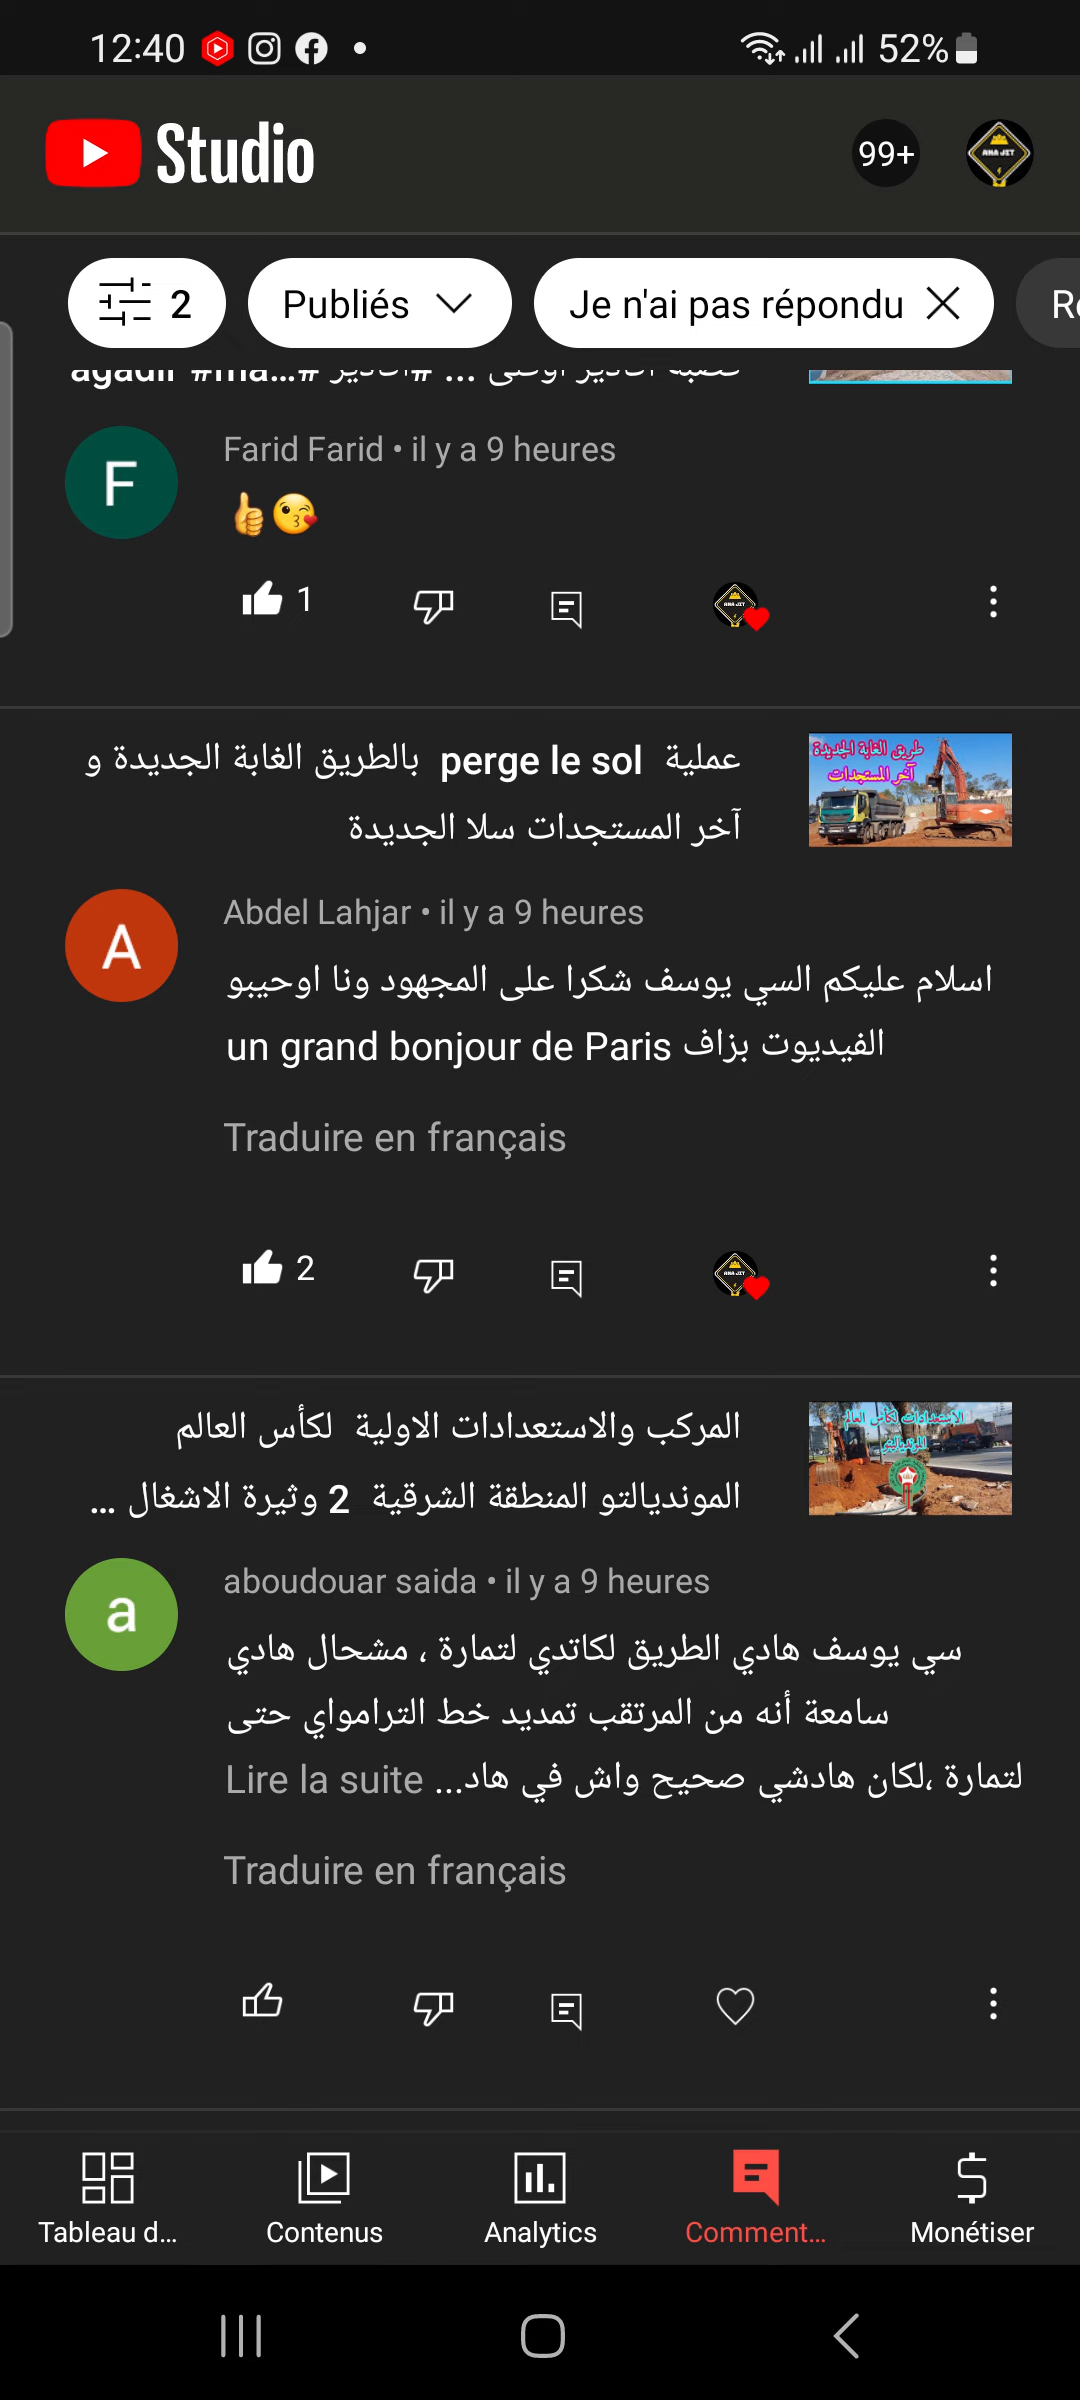 12:40
52%
Studio
99+
2
Publiés
Je n'ai pas répondu
Farid Farid • il y a 9 heures
👍😘
1
عملية perge le sol بالطريق الغابة الجديدة و
آخر المستجدات سلا الجديدة
طريق الغابة الجديدة
آخر المستجدات
A
Abdel Lahjar • il y a 9 heures
اسلام عليكم السي يوسف شكرا على المجهود ونا اوحيبو
الفيديوت بزاف un grand bonjour de Paris
Traduire en français
2
المركب والاستعدادات الاولية لكأس العالم
المونديالتو المنطقة الشرقية 2 وثيرة الاشغال ...
a
aboudouar saida • il y a 9 heures
سي يوسف هادي الطريق لكاتدي لتمارة ، مشحال هادي
سامعة أنه من المرتقب تمديد خط الترامواي حتى
لتمارة ،لكان هادشي صحيح واش في هاد... Lire la suite
Traduire en français
Tableau d...
Contenus
Analytics
Comment...
Monétiser